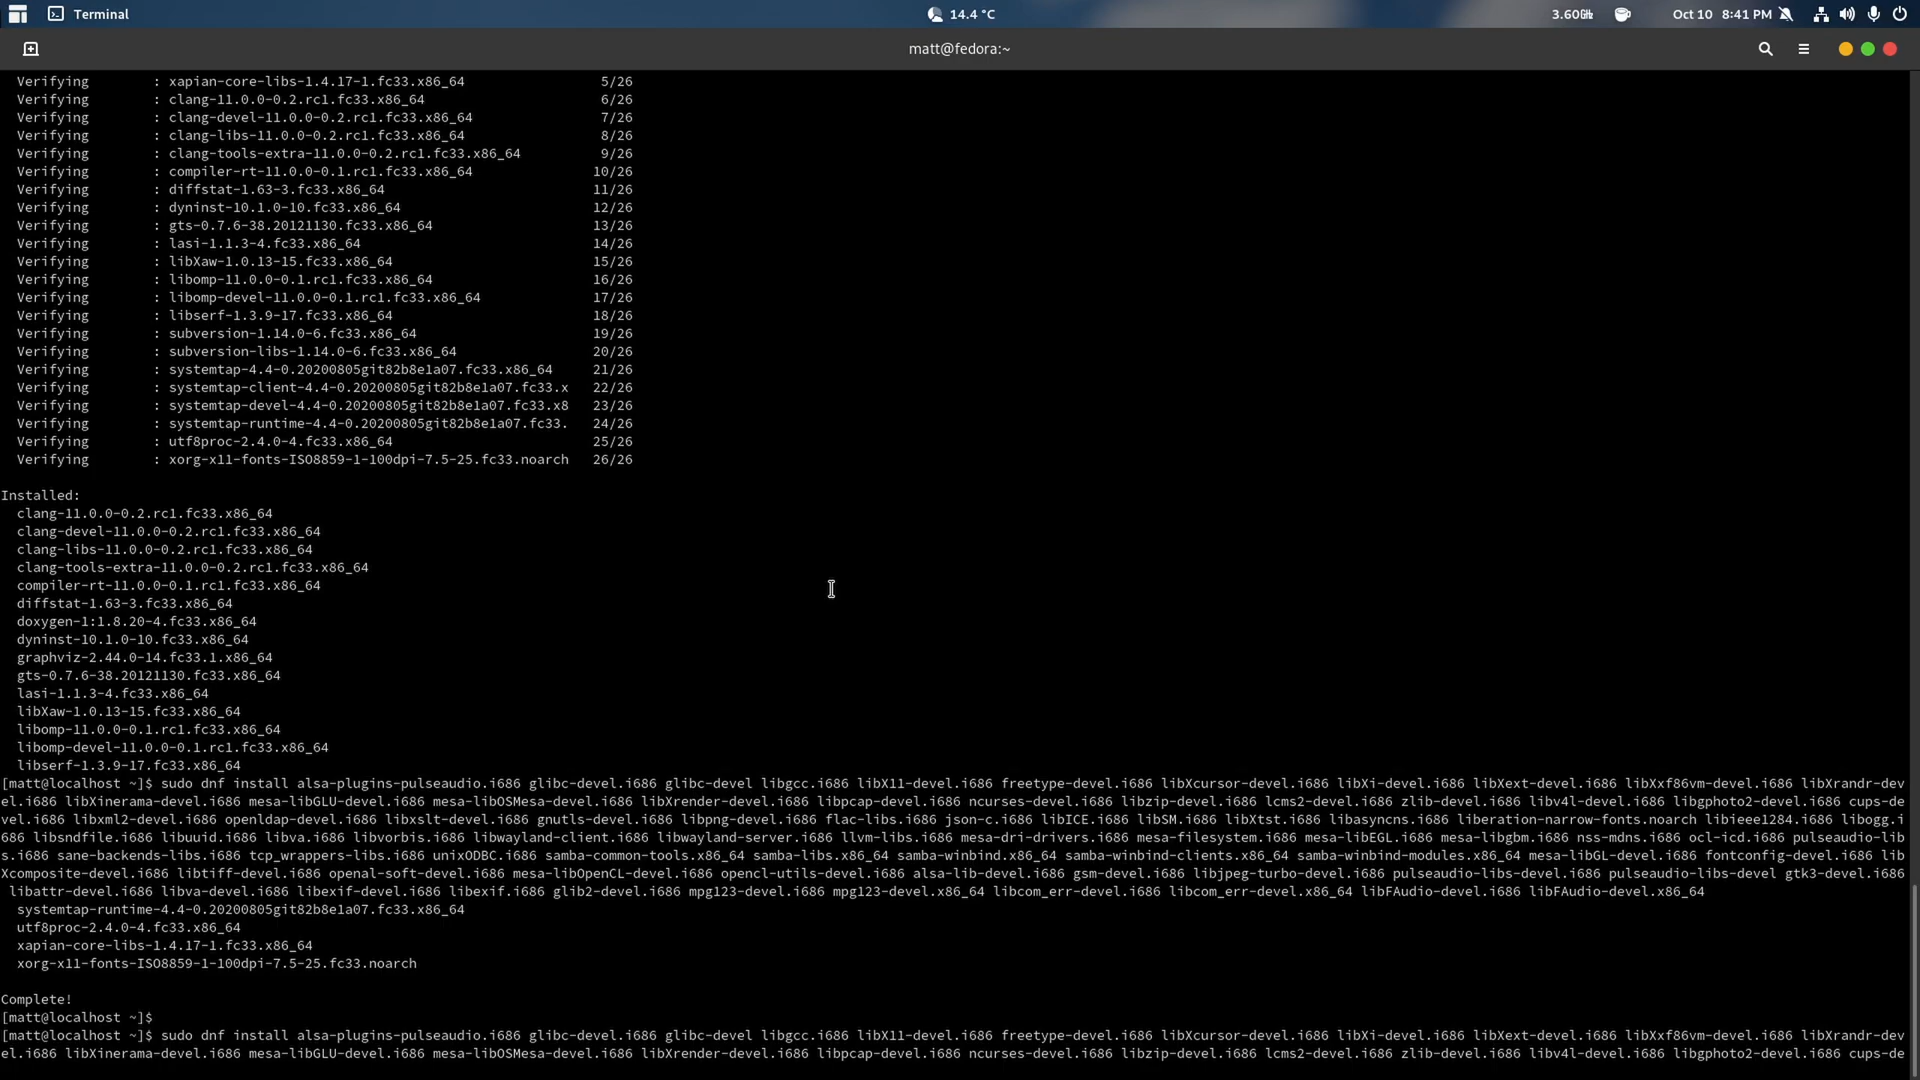 Terminal
14.4 °C
3.60GHz
Oct 10 8:41 PM
matt@fedora:~
Verifying : xapian-core-libs-1.4.17-1.fc33.x86_64 5/26
Verifying : clang-11.0.0-0.2.rc1.fc33.x86_64 6/26
Verifying : clang-devel-11.0.0-0.2.rc1.fc33.x86_64 7/26
Verifying : clang-libs-11.0.0-0.2.rc1.fc33.x86_64 8/26
Verifying : clang-tools-extra-11.0.0-0.2.rc1.fc33.x86_64 9/26
Verifying : compiler-rt-11.0.0-0.1.rc1.fc33.x86_64 10/26
Verifying : diffstat-1.63-3.fc33.x86_64 11/26
Verifying : dyninst-10.1.0-10.fc33.x86_64 12/26
Verifying : gts-0.7.6-38.20121130.fc33.x86_64 13/26
Verifying : lasi-1.1.3-4.fc33.x86_64 14/26
Verifying : libXaw-1.0.13-15.fc33.x86_64 15/26
Verifying : libomp-11.0.0-0.1.rc1.fc33.x86_64 16/26
Verifying : libomp-devel-11.0.0-0.1.rc1.fc33.x86_64 17/26
Verifying : libserf-1.3.9-17.fc33.x86_64 18/26
Verifying : subversion-1.14.0-6.fc33.x86_64 19/26
Verifying : subversion-libs-1.14.0-6.fc33.x86_64 20/26
Verifying : systemtap-4.4-0.20200805git82b8e1a07.fc33.x86_64 21/26
Verifying : systemtap-client-4.4-0.20200805git82b8e1a07.fc33.x 22/26
Verifying : systemtap-devel-4.4-0.20200805git82b8e1a07.fc33.x8 23/26
Verifying : systemtap-runtime-4.4-0.20200805git82b8e1a07.fc33. 24/26
Verifying : utf8proc-2.4.0-4.fc33.x86_64 25/26
Verifying : xorg-x11-fonts-ISO8859-1-100dpi-7.5-25.fc33.noarch 26/26
Installed:
clang-11.0.0-0.2.rc1.fc33.x86_64
clang-devel-11.0.0-0.2.rc1.fc33.x86_64
clang-libs-11.0.0-0.2.rc1.fc33.x86_64
clang-tools-extra-11.0.0-0.2.rc1.fc33.x86_64
compiler-rt-11.0.0-0.1.rc1.fc33.x86_64
diffstat-1.63-3.fc33.x86_64
doxygen-1:1.8.20-4.fc33.x86_64
dyninst-10.1.0-10.fc33.x86_64
graphviz-2.44.0-14.fc33.1.x86_64
gts-0.7.6-38.20121130.fc33.x86_64
lasi-1.1.3-4.fc33.x86_64
libXaw-1.0.13-15.fc33.x86_64
libomp-11.0.0-0.1.rc1.fc33.x86_64
libomp-devel-11.0.0-0.1.rc1.fc33.x86_64
libserf-1.3.9-17.fc33.x86_64
[matt@localhost ~]$ sudo dnf install alsa-plugins-pulseaudio.i686 glibc-devel.i686 glibc-devel libgcc.i686 libX11-devel.i686 freetype-devel.i686 libXcursor-devel.i686 libXi-devel.i686 libXext-devel.i686 libXxf86vm-devel.i686 libXrandr-dev
el.i686 libXinerama-devel.i686 mesa-libGLU-devel.i686 mesa-libOSMesa-devel.i686 libXrender-devel.i686 libpcap-devel.i686 ncurses-devel.i686 libzip-devel.i686 lcms2-devel.i686 zlib-devel.i686 libv4l-devel.i686 libgphoto2-devel.i686 cups-de
vel.i686 libxml2-devel.i686 openldap-devel.i686 libxslt-devel.i686 gnutls-devel.i686 libpng-devel.i686 flac-libs.i686 json-c.i686 libICE.i686 libSM.i686 libXtst.i686 libasyncns.i686 liberation-narrow-fonts.noarch libieee1284.i686 libogg.i
686 libsndfile.i686 libuuid.i686 libva.i686 libvorbis.i686 libwayland-client.i686 libwayland-server.i686 llvm-libs.i686 mesa-dri-drivers.i686 mesa-filesystem.i686 mesa-libEGL.i686 mesa-libgbm.i686 nss-mdns.i686 ocl-icd.i686 pulseaudio-lib
s.i686 sane-backends-libs.i686 tcp_wrappers-libs.i686 unixODBC.i686 samba-common-tools.x86_64 samba-libs.x86_64 samba-winbind.x86_64 samba-winbind-clients.x86_64 samba-winbind-modules.x86_64 mesa-libGL-devel.i686 fontconfig-devel.i686 lib
Xcomposite-devel.i686 libtiff-devel.i686 openal-soft-devel.i686 mesa-libOpenCL-devel.i686 opencl-utils-devel.i686 alsa-lib-devel.i686 gsm-devel.i686 libjpeg-turbo-devel.i686 pulseaudio-libs-devel.i686 pulseaudio-libs-devel gtk3-devel.i686
libattr-devel.i686 libva-devel.i686 libexif-devel.i686 libexif.i686 glib2-devel.i686 mpg123-devel.i686 mpg123-devel.x86_64 libcom_err-devel.i686 libcom_err-devel.x86_64 libFAudio-devel.i686 libFAudio-devel.x86_64
systemtap-runtime-4.4-0.20200805git82b8e1a07.fc33.x86_64
utf8proc-2.4.0-4.fc33.x86_64
xapian-core-libs-1.4.17-1.fc33.x86_64
xorg-x11-fonts-ISO8859-1-100dpi-7.5-25.fc33.noarch
Complete!
[matt@localhost ~]$
[matt@localhost ~]$ sudo dnf install alsa-plugins-pulseaudio.i686 glibc-devel.i686 glibc-devel libgcc.i686 libX11-devel.i686 freetype-devel.i686 libXcursor-devel.i686 libXi-devel.i686 libXext-devel.i686 libXxf86vm-devel.i686 libXrandr-dev
el.i686 libXinerama-devel.i686 mesa-libGLU-devel.i686 mesa-libOSMesa-devel.i686 libXrender-devel.i686 libpcap-devel.i686 ncurses-devel.i686 libzip-devel.i686 lcms2-devel.i686 zlib-devel.i686 libv4l-devel.i686 libgphoto2-devel.i686 cups-de